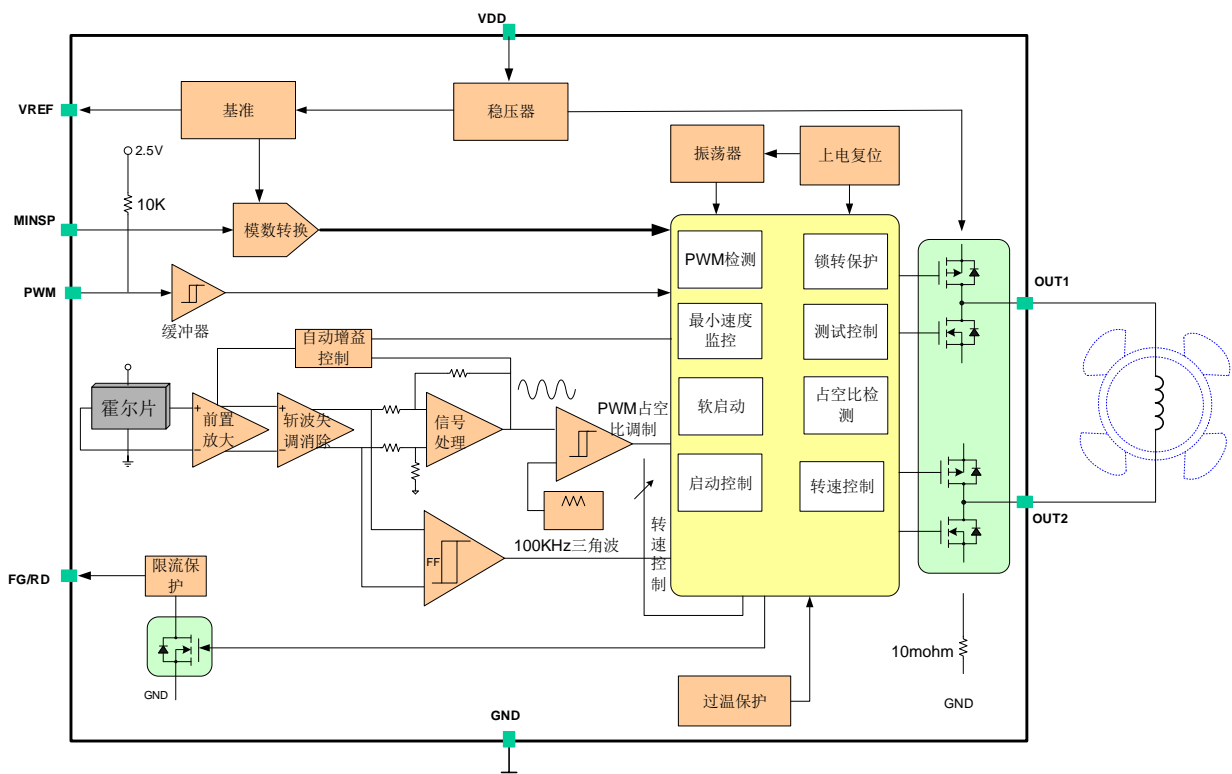 VDD
VREF
基准
稳压器
2.5V
振荡器
上电复位
10K
MINSP
模数转换
PWM检测
锁转保护
PWM
OUT1
缓冲器
自动增益
控制
最小速度
监控
测试控制
霍尔片
+
-
前置
放大
+
-
斩波失
调消除
信号
处理
PWM占空
比调制
软启动
占空比检
测
启动控制
转速控制
OUT2
FF
100KHz三角波
转速控制
FG/RD
限流保
护
10mohm
GND
过温保护
GND
GND